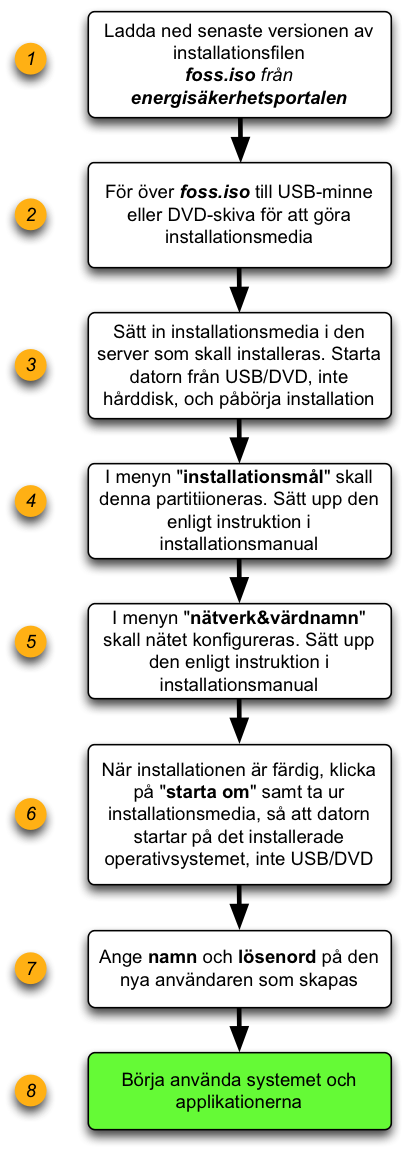 1
Ladda ned senaste versionen av
installationsfilen
foss.iso från
energisäkerhetsportalen
2
För över foss.iso till USB-minne
eller DVD-skiva för att göra
installationsmedia
3
Sätt in installationsmedia i den
server som skall installeras. Starta
datorn från USB/DVD, inte
hårddisk, och påbörja installation
4
I menyn "installationsmål" skall
denna partitiioneras. Sätt upp den
enligt instruktion i
installationsmanual
5
I menyn "nätverk&värdnamn"
skall nätet konfigureras. Sätt upp
den enligt instruktion i
installationsmanual
6
När installationen är färdig, klicka
på "starta om" samt ta ur
installationsmedia, så att datorn
startar på det installerade
operativsystemet, inte USB/DVD
7
Ange namn och lösenord på den
nya användaren som skapas
8
Börja använda systemet och
applikationerna